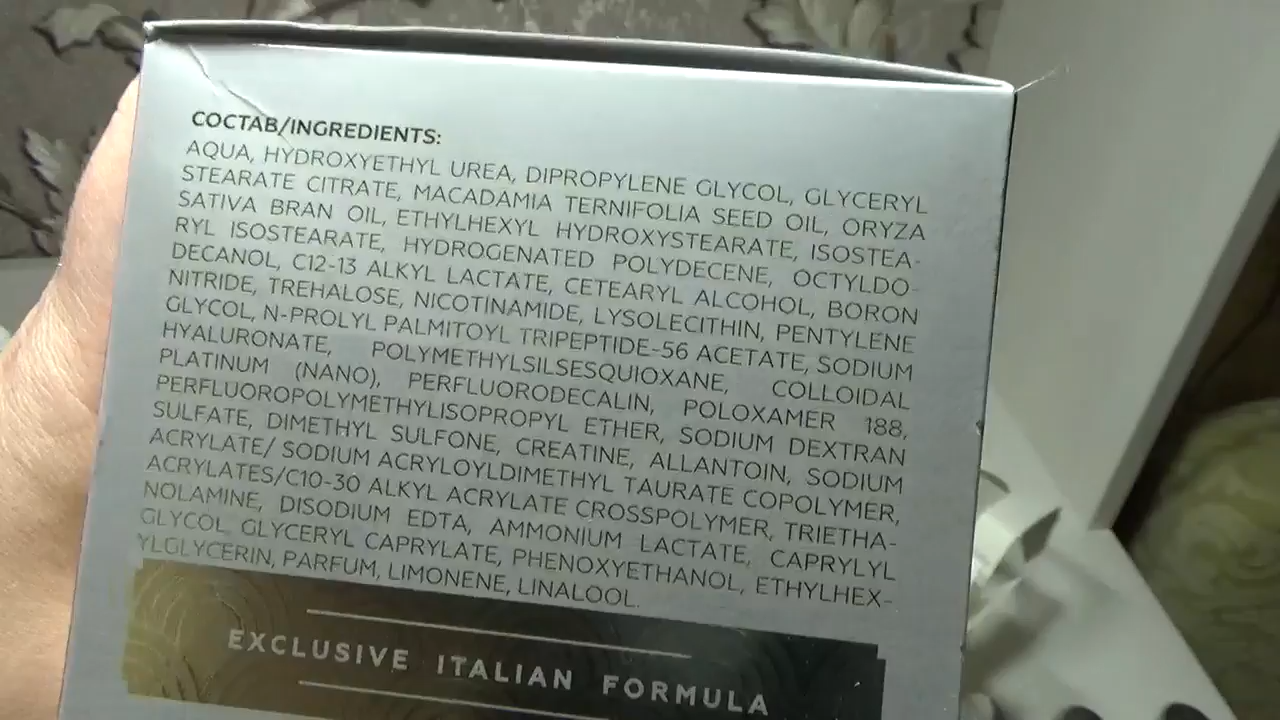 СОСТАВ/INGREDIENTS:
AQUA, HYDROXYETHYL UREA, DIPROPYLENE GLYCOL, GLYCERYL
STEARATE CITRATE, MACADAMIA TERNIFOLIA SEED OIL, ORYZA
SATIVA BRAN OIL, ETHYLHEXYL HYDROXYSTEARATE, ISOSTEA-
RYL ISOSTEARATE, HYDROGENATED POLYDECENE, OCTYLDO-
DECANOL, C12-13 ALKYL LACTATE, CETEARYL ALCOHOL, BORON
NITRIDE, TREHALOSE, NICOTINAMIDE, LYSOLECITHIN, PENTYLENE
GLYCOL, N-PROLYL PALMITOYL TRIPEPTIDE-56 ACETATE, SODIUM
HYALURONATE, POLYMETHYLSILSESQUIOXANE, COLLOIDAL
PLATINUM (NANO), PERFLUORODECALIN, POLOXAMER 188,
PERFLUOROPOLYMETHYLISOPROPYL ETHER, SODIUM DEXTRAN
SULFATE, DIMETHYL SULFONE, CREATINE, ALLANTOIN, SODIUM
ACRYLATE/ SODIUM ACRYLOYLDIMETHYL TAURATE COPOLYMER,
ACRYLATES/C10-30 ALKYL ACRYLATE CROSSPOLYMER, TRIETHA-
NOLAMINE, DISODIUM EDTA, AMMONIUM LACTATE, CAPRYLYL
GLYCOL, GLYCERYL CAPRYLATE, PHENOXYETHANOL, ETHYLHEX-
YLGLYCERIN, PARFUM, LIMONENE, LINALOOL.
EXCLUSIVE ITALIAN FORMULA